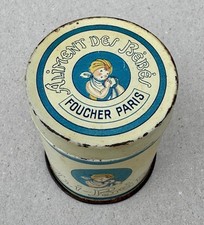 ALIMENT DES BÉBÉS
FOUCHER PARIS